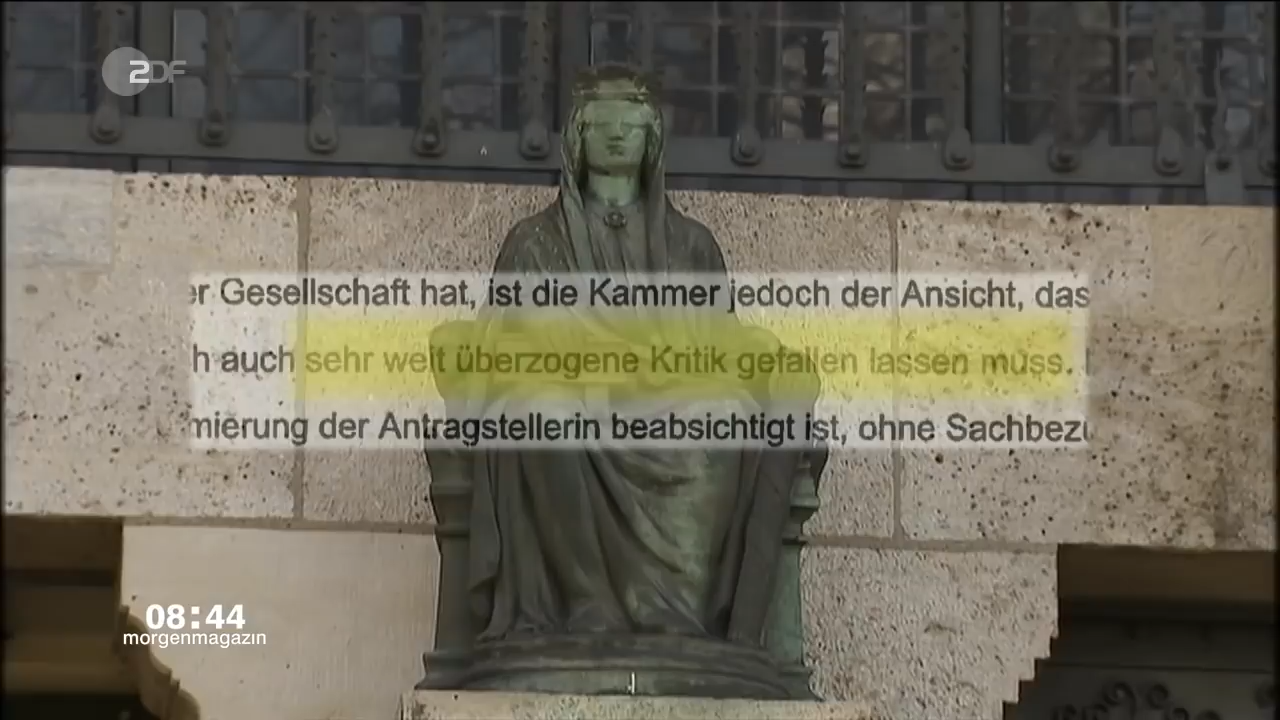 ZDF
er Gesellschaft hat, ist die Kammer jedoch der Ansicht, das
h auch sehr weit überzogene Kritik gefallen lassen muss.
mierung der Antragstellerin beabsichtigt ist, ohne Sachbezu
08:44
morgenmagazin